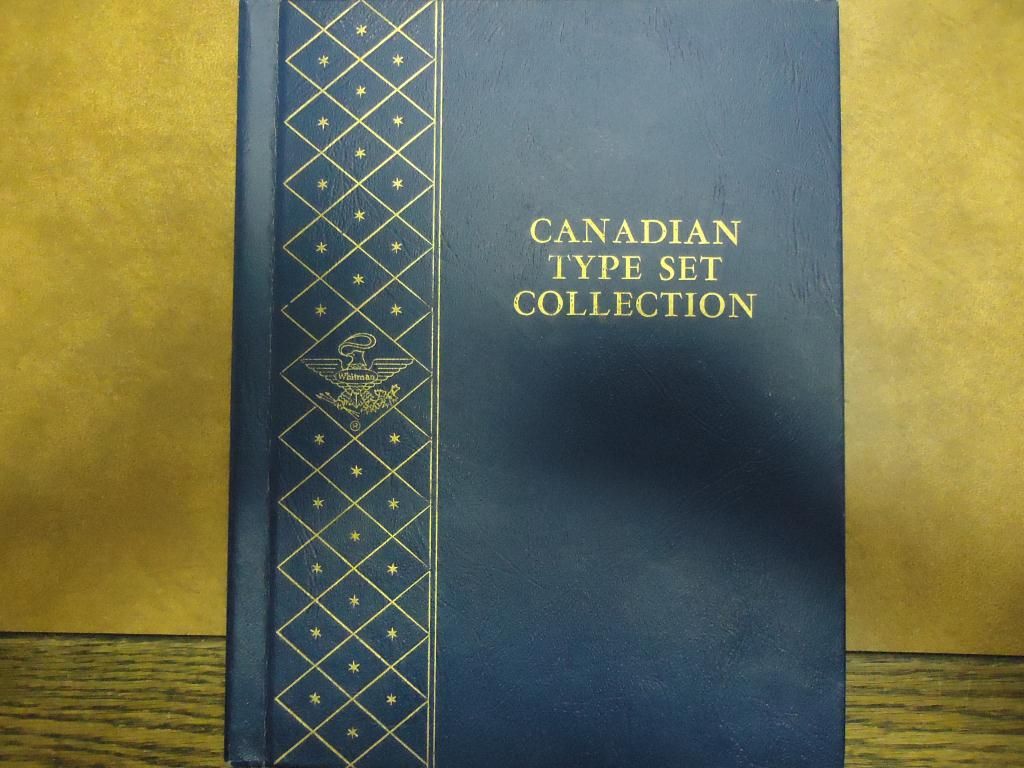 CANADIAN
TYPE SET
COLLECTION
Whitman